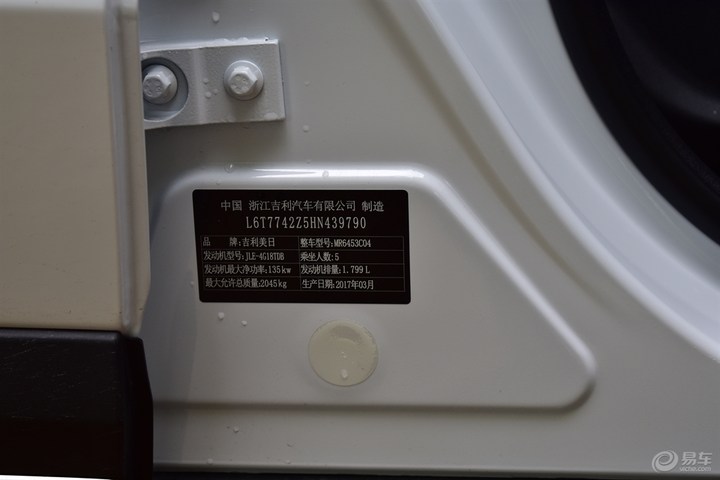 中国 浙江吉利汽车有限公司 制造
L6T7742Z5HN439790
品 牌:吉利美日 整车型号:MR6453C04
发动机型号:JLE-4G18TDB 乘坐人数:5
发动机最大净功率:135kw 发动机排量:1.799 L
最大允许总质量:2045kg 生产日期:2017年03月
易车